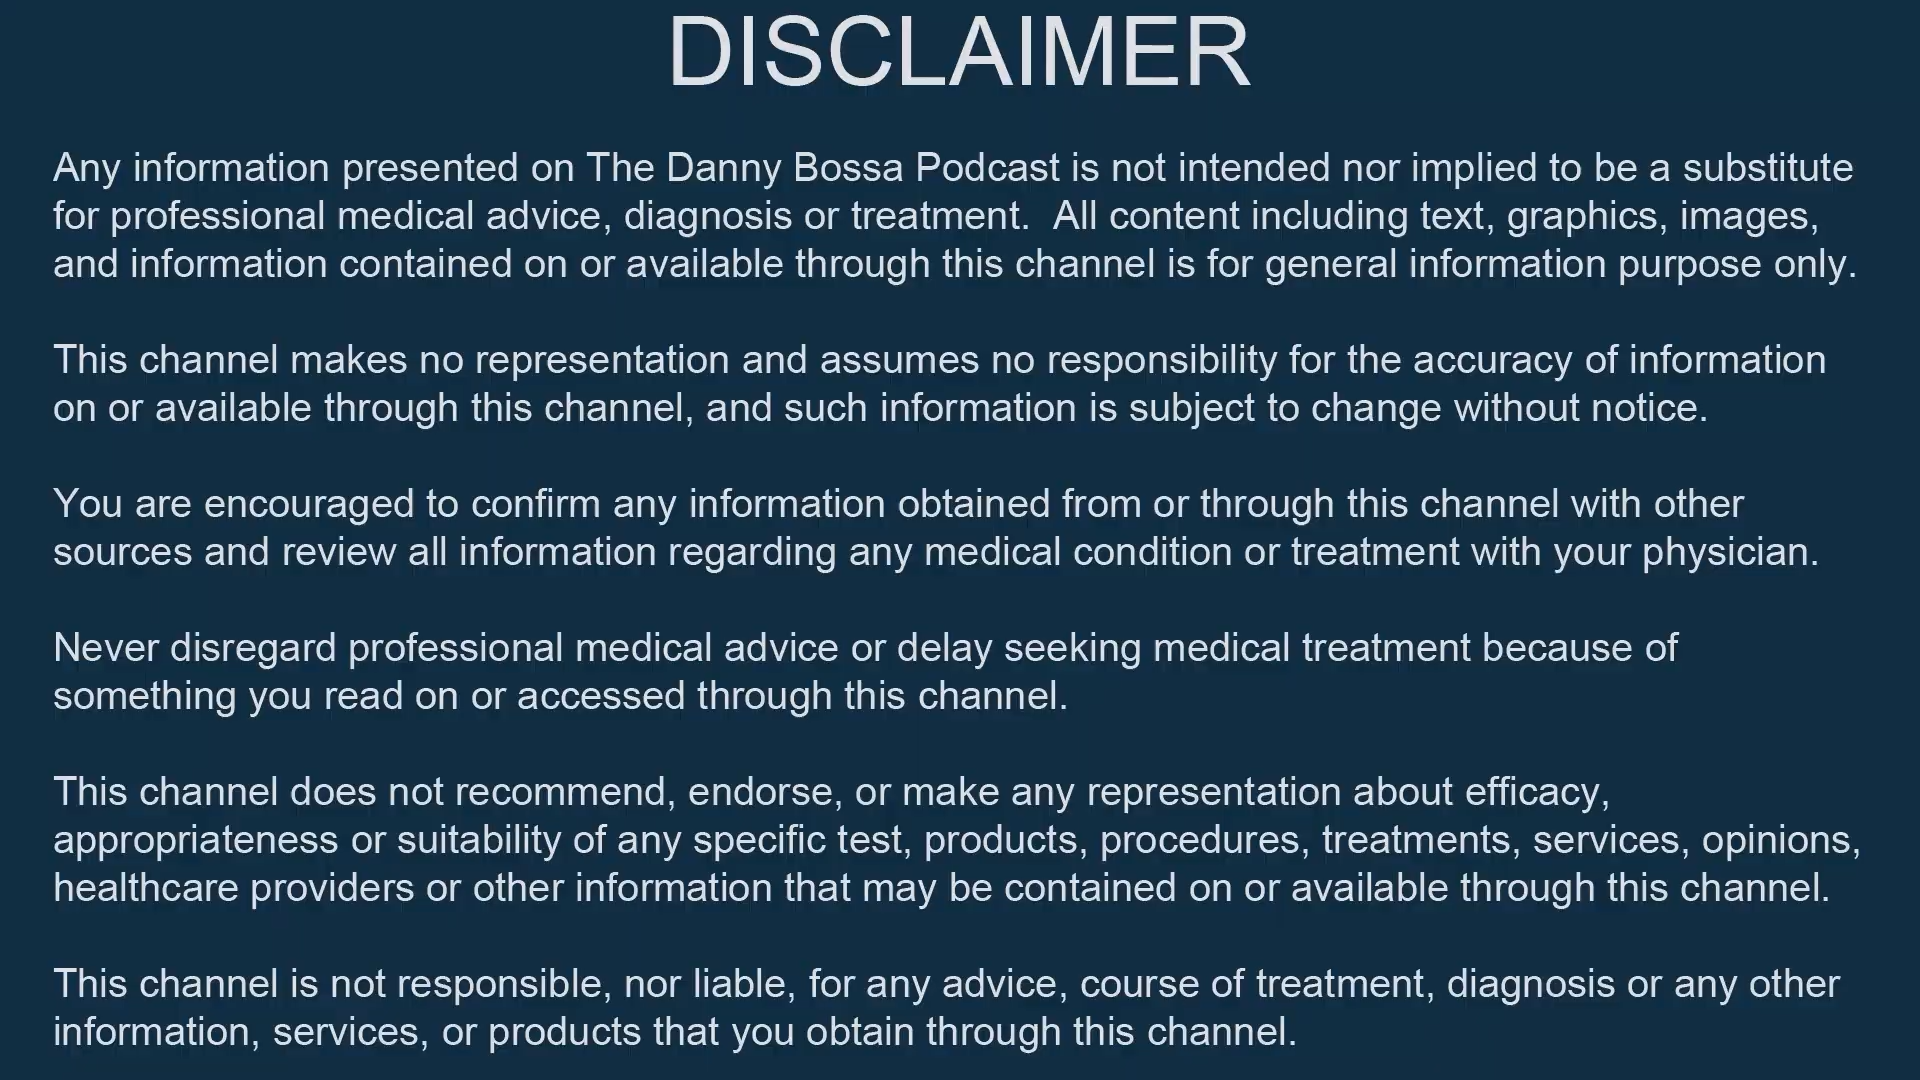 DISCLAIMER
Any information presented on The Danny Bossa Podcast is not intended nor implied to be a substitute
for professional medical advice, diagnosis or treatment.  All content including text, graphics, images,
and information contained on or available through this channel is for general information purpose only.
This channel makes no representation and assumes no responsibility for the accuracy of information
on or available through this channel, and such information is subject to change without notice.
You are encouraged to confirm any information obtained from or through this channel with other
sources and review all information regarding any medical condition or treatment with your physician.
Never disregard professional medical advice or delay seeking medical treatment because of
something you read on or accessed through this channel.
This channel does not recommend, endorse, or make any representation about efficacy,
appropriateness or suitability of any specific test, products, procedures, treatments, services, opinions,
healthcare providers or other information that may be contained on or available through this channel.
This channel is not responsible, nor liable, for any advice, course of treatment, diagnosis or any other
information, services, or products that you obtain through this channel.